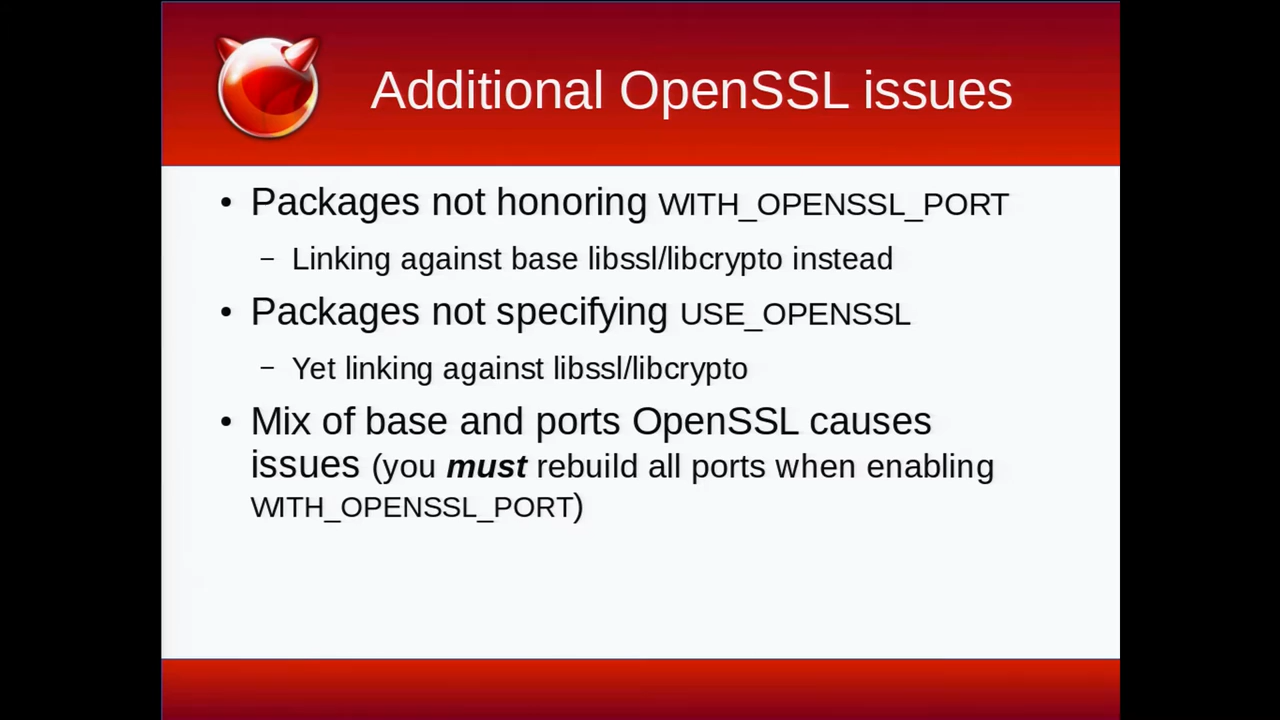 Additional OpenSSL issues
• Packages not honoring WITH_OPENSSL_PORT
– Linking against base libssl/libcrypto instead
• Packages not specifying USE_OPENSSL
– Yet linking against libssl/libcrypto
• Mix of base and ports OpenSSL causes
issues (you must rebuild all ports when enabling
WITH_OPENSSL_PORT)